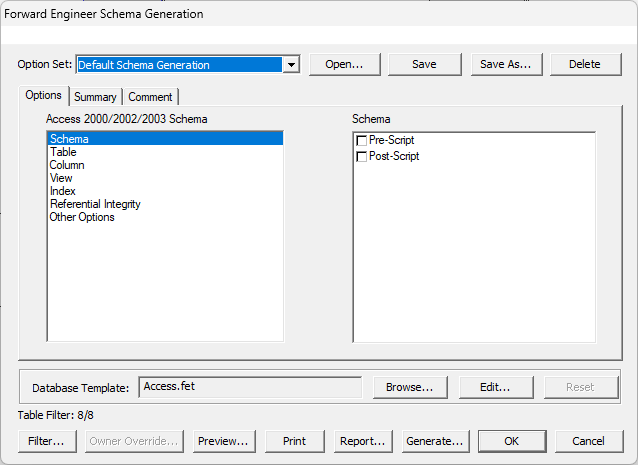 Forward Engineer Schema Generation
Option Set: Default Schema Generation Open... Save Save As... Delete
Options Summary Comment
Access 2000/2002/2003 Schema Schema
Schema Pre-Script
Table Post-Script
Column
View
Index
Referential Integrity
Other Options
Database Template: Access.fet Browse... Edit... Reset
Table Filter: 8/8
Filter... Owner Override... Preview... Print Report... Generate... OK Cancel